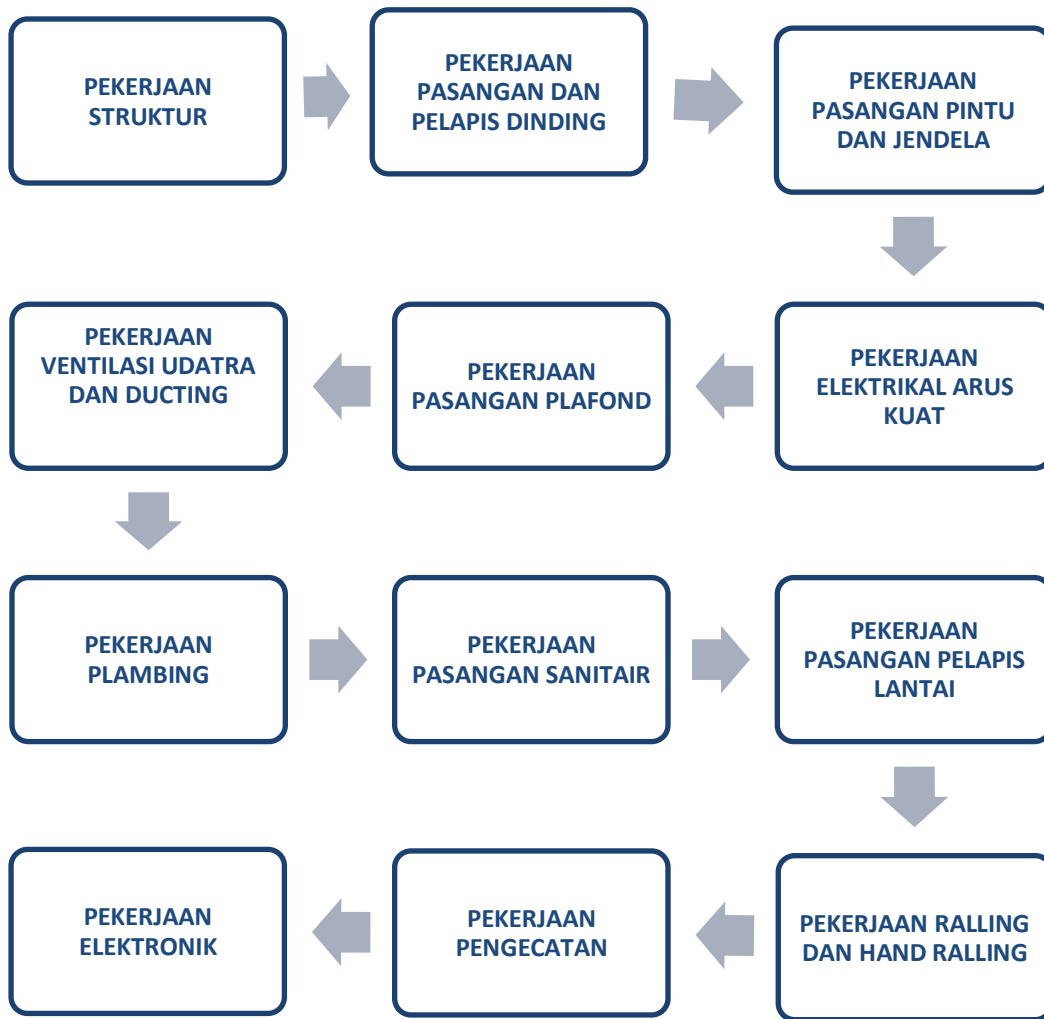 PEKERJAAN
STRUKTUR
PEKERJAAN
PASANGAN DAN
PELAPIS DINDING
PEKERJAAN
PASANGAN PINTU
DAN JENDELA
PEKERJAAN
ELEKTRIKAL ARUS
KUAT
PEKERJAAN
PASANGAN PLAFOND
PEKERJAAN
VENTILASI UDATRA
DAN DUCTING
PEKERJAAN
PLAMBING
PEKERJAAN
PASANGAN SANITAIR
PEKERJAAN
PASANGAN PELAPIS
LANTAI
PEKERJAAN RALLING
DAN HAND RALLING
PEKERJAAN
PENGECATAN
PEKERJAAN
ELEKTRONIK